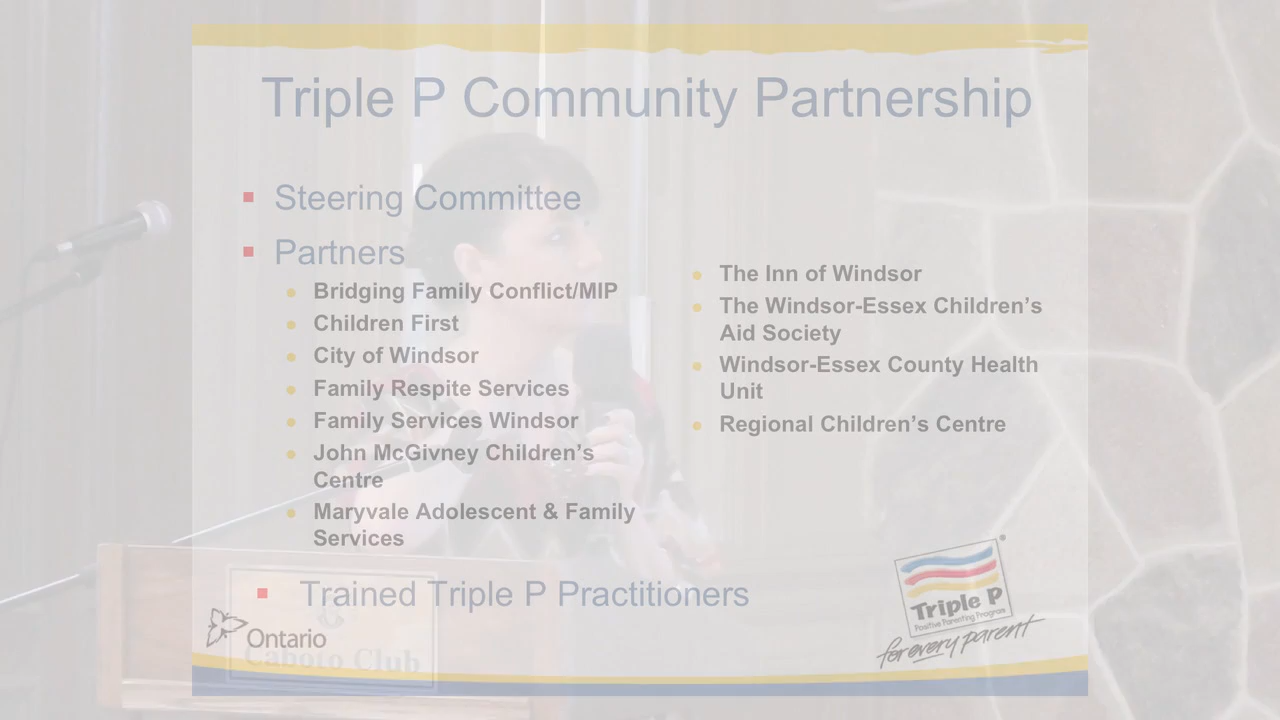 Triple P Community Partnership
Steering Committee
Partners
Bridging Family Conflict/MIP
Children First
City of Windsor
Family Respite Services
Family Services Windsor
John McGivney Children's
Centre
Maryvale Adolescent & Family
Services
The Inn of Windsor
The Windsor-Essex Children's
Aid Society
Windsor-Essex County Health
Unit
Regional Children's Centre
Trained Triple P Practitioners
Ontario
Caboto Club
Triple P
Positive Parenting Program
for every parent